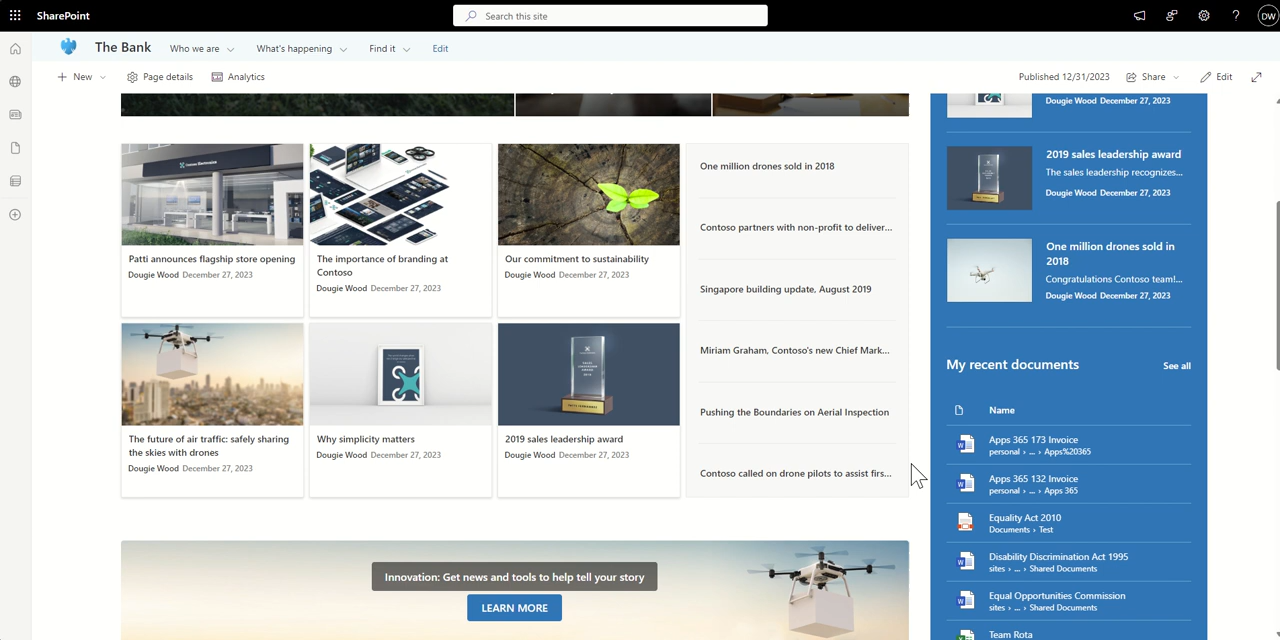 SharePoint
Search this site
DW
The Bank
Who we are
What's happening
Find it
Edit
New
Page details
Analytics
Published 12/31/2023
Share
Edit
Patti announces flagship store opening
Dougie Wood December 27, 2023
The importance of branding at
Contoso
Dougie Wood December 27, 2023
Our commitment to sustainability
Dougie Wood December 27, 2023
The future of air traffic: safely sharing
the skies with drones
Dougie Wood December 27, 2023
Why simplicity matters
Dougie Wood December 27, 2023
2019 sales leadership award
Dougie Wood December 27, 2023
One million drones sold in 2018
Contoso partners with non-profit to deliver...
Singapore building update, August 2019
Miriam Graham, Contoso's new Chief Mark...
Pushing the Boundaries on Aerial Inspection
Contoso called on drone pilots to assist firs...
Innovation: Get news and tools to help tell your story
LEARN MORE
Dougie Wood December 27, 2023
2019 sales leadership award
The sales leadership recognizes...
Dougie Wood December 27, 2023
One million drones sold in
2018
Congratulations Contoso team!...
Dougie Wood December 27, 2023
My recent documents
See all
Name
Apps 365 173 Invoice
personal › ... › Apps%20365
Apps 365 132 Invoice
personal › ... › Apps 365
Equality Act 2010
Documents › Test
Disability Discrimination Act 1995
sites › ... › Shared Documents
Equal Opportunities Commission
sites › ... › Shared Documents
Team Rota